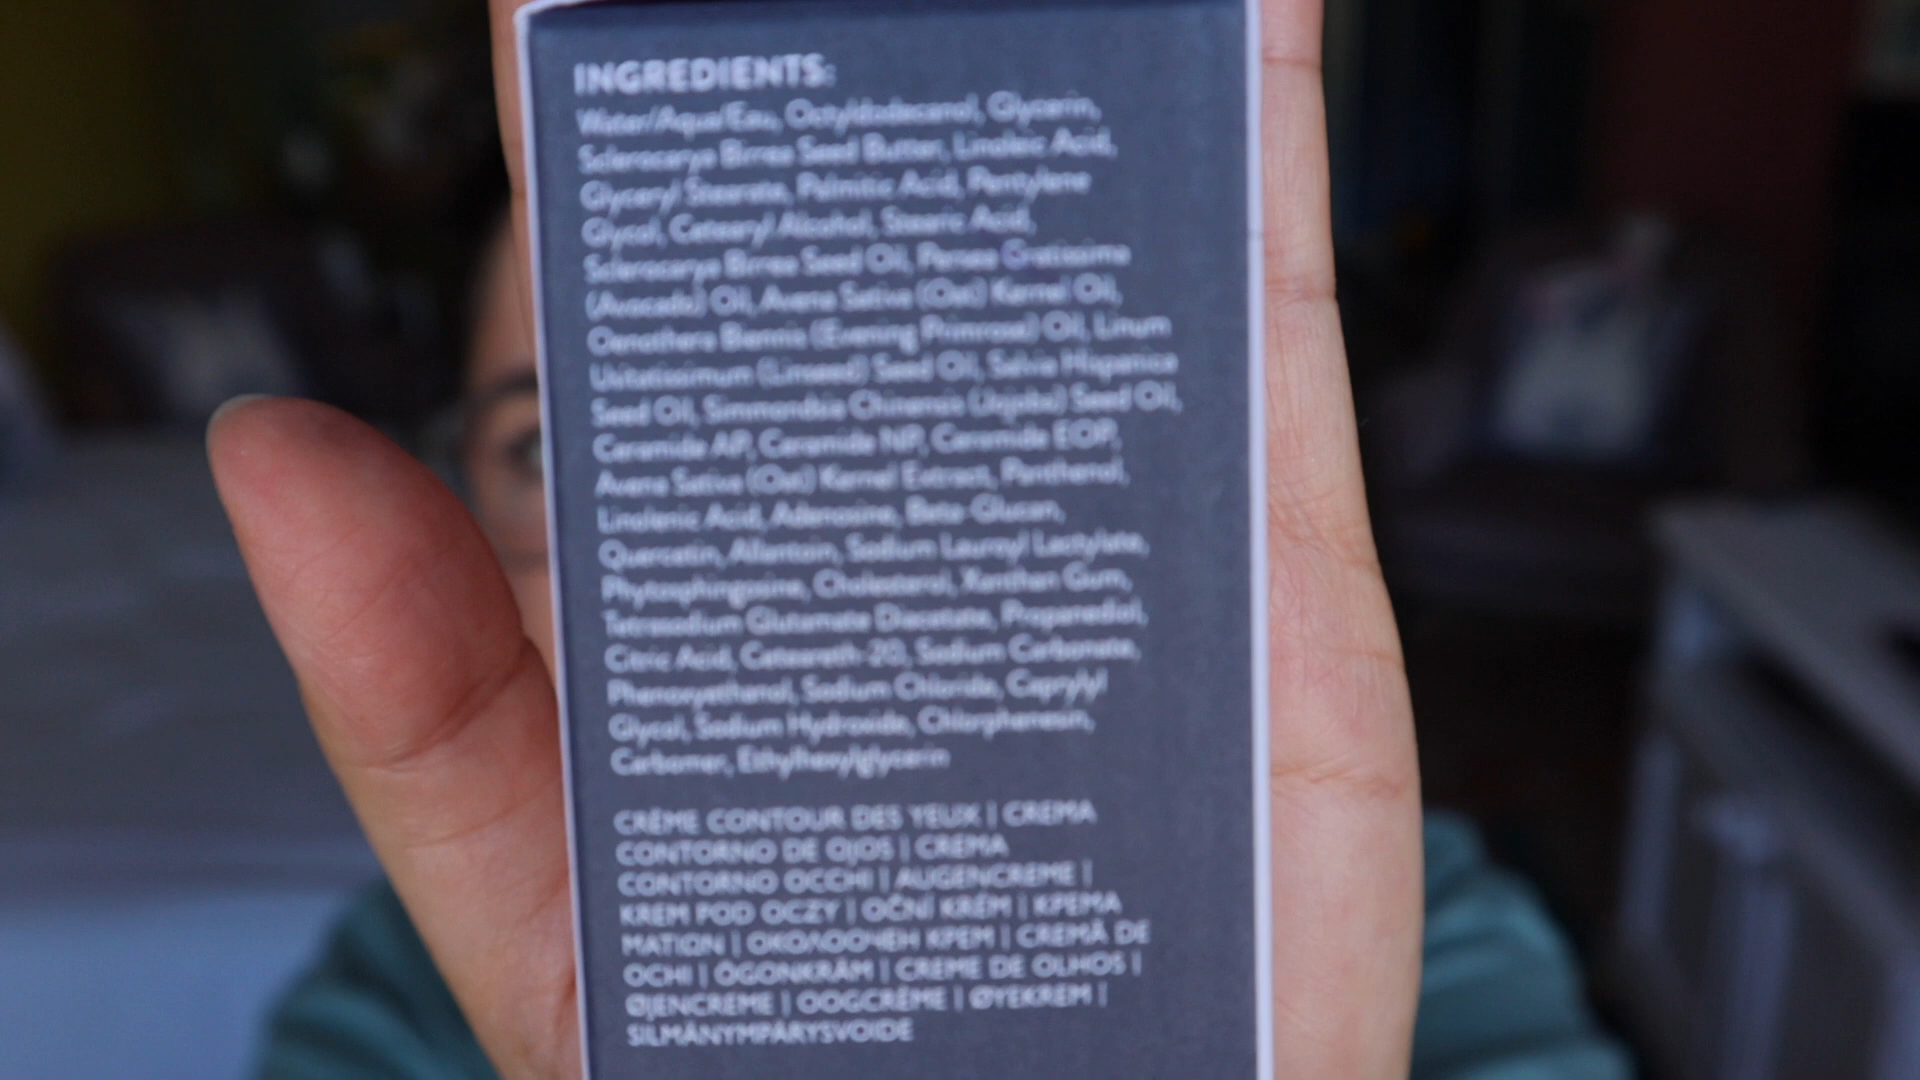 INGREDIENTS:
Water/Aqua/Eau, Octyldodecanol, Glycerin,
Sclerocarya Birrea Seed Butter, Linoleic Acid,
Glyceryl Stearate, Palmitic Acid, Pentylene
Glycol, Cetearyl Alcohol, Stearic Acid,
Sclerocarya Birrea Seed Oil, Persea Gratissima
(Avocado) Oil, Avena Sativa (Oat) Kernel Oil,
Oenothera Biennis (Evening Primrose) Oil, Linum
Usitatissimum (Linseed) Seed Oil, Salvia Hispanica
Seed Oil, Simmondsia Chinensis (Jojoba) Seed Oil,
Ceramide AP, Ceramide NP, Ceramide EOP,
Avena Sativa (Oat) Kernel Extract, Panthenol,
Linolenic Acid, Adenosine, Beta-Glucan,
Quercetin, Allantoin, Sodium Lauroyl Lactylate,
Phytosphingosine, Cholesterol, Xanthan Gum,
Tetrasodium Glutamate Diacetate, Propanediol,
Citric Acid, Ceteareth-20, Sodium Carbonate,
Phenoxyethanol, Sodium Chloride, Caprylyl
Glycol, Sodium Hydroxide, Chlorphenesin,
Carbomer, Ethylhexylglycerin
CRÈME CONTOUR DES YEUX | CREMA
CONTORNO DE OJOS | CREMA
CONTORNO OCCHI | AUGENCREME |
KREM POD OCZY | OČNÍ KRÉM | ΚΡΕΜΑ
ΜΑΤΙΩΝ | ОКОЛООЧЕН КРЕМ | CREMĂ DE
OCHI | ÖGONKRÄM | CREME DE OLHOS |
ØJENCREME | OOGCRÈME | ØYEKREM |
SILMÄNYMPÄRYSVOIDE